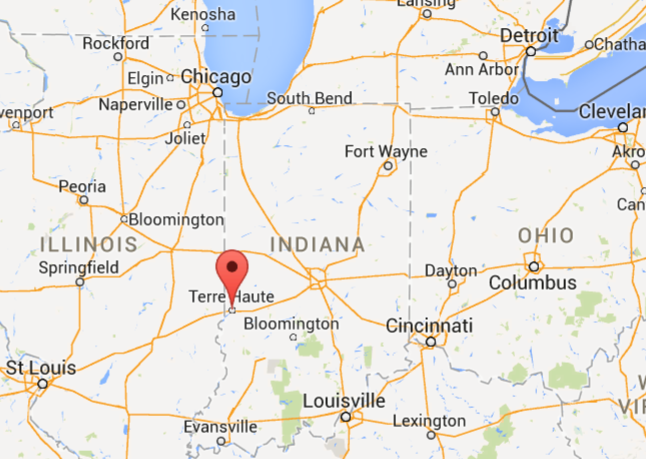 Lansing
Kenosha
Detroit
Rockford
Chatha
Ann Arbor
Elgin
Chicago
Naperville
South Bend
Toledo
venport
Clevelan
Joliet
Fort Wayne
Akro
Peoria
Can
Bloomington
ILLINOIS
INDIANA
OHIO
Springfield
Dayton
Columbus
Terre Haute
Bloomington
Cincinnati
St Louis
Louisville
Evansville
Lexington
W
VIR